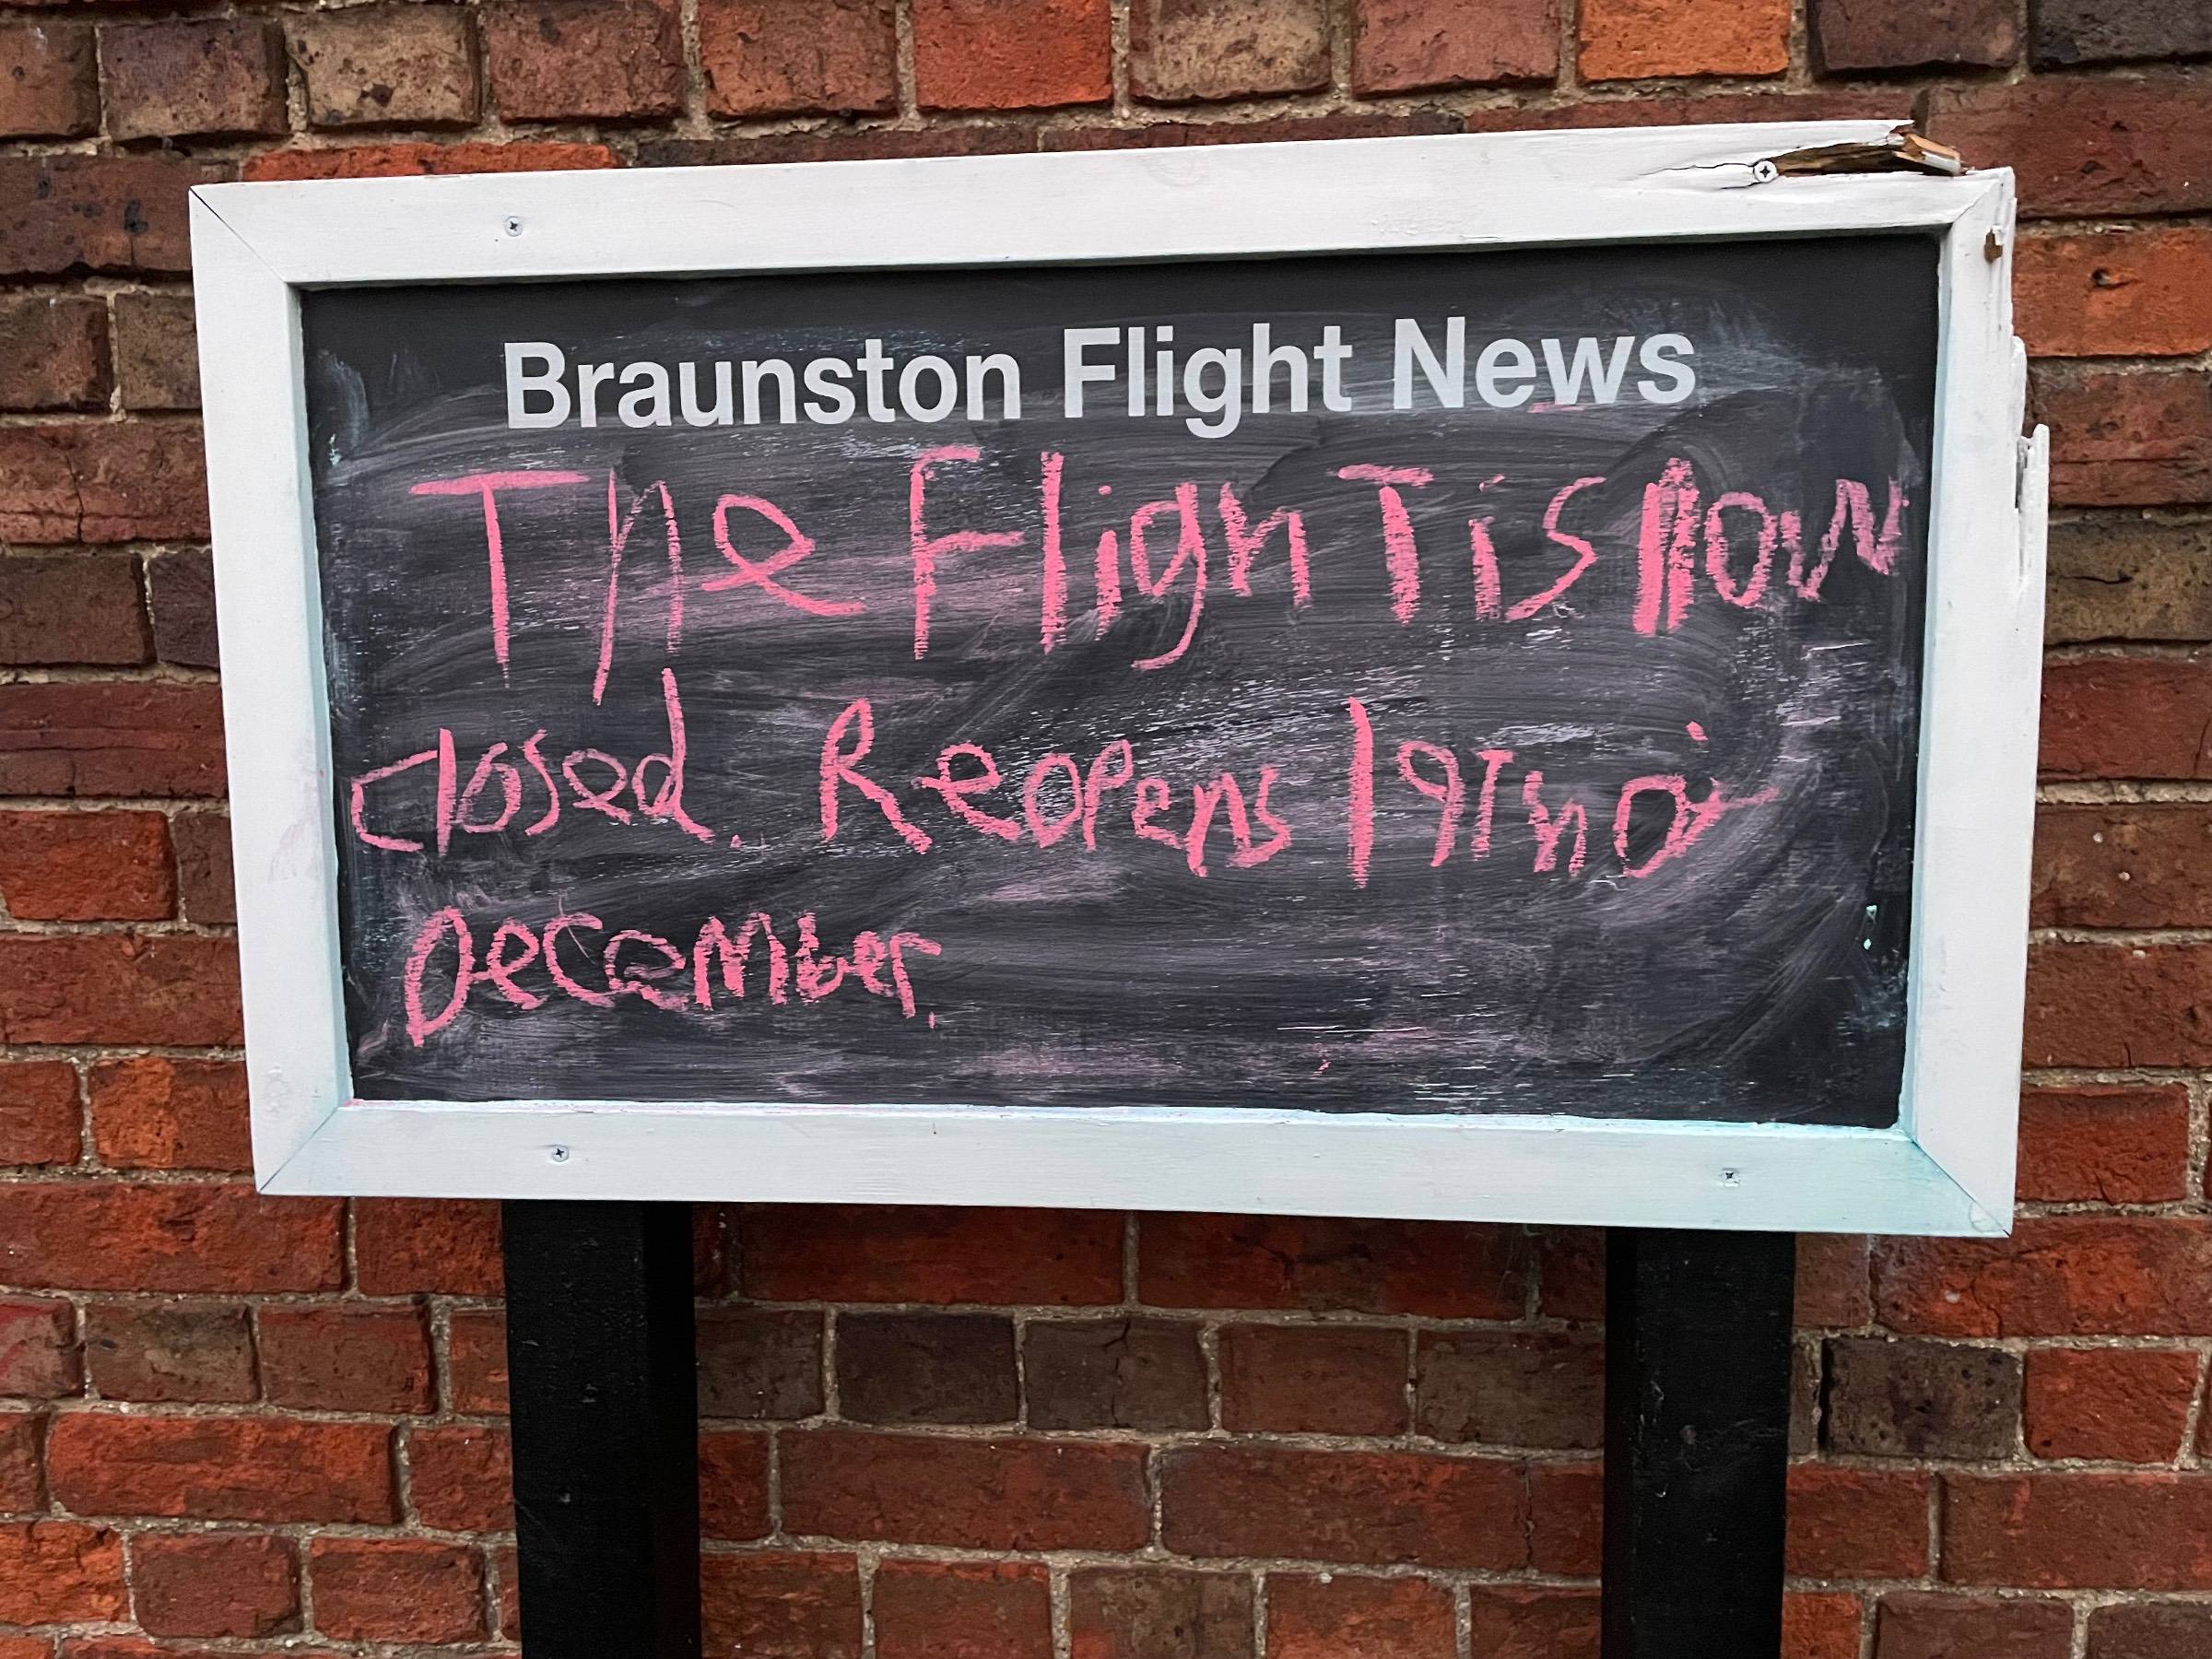 Braunston Flight News
The Flight is now
closed. Reopens 19th of
December.